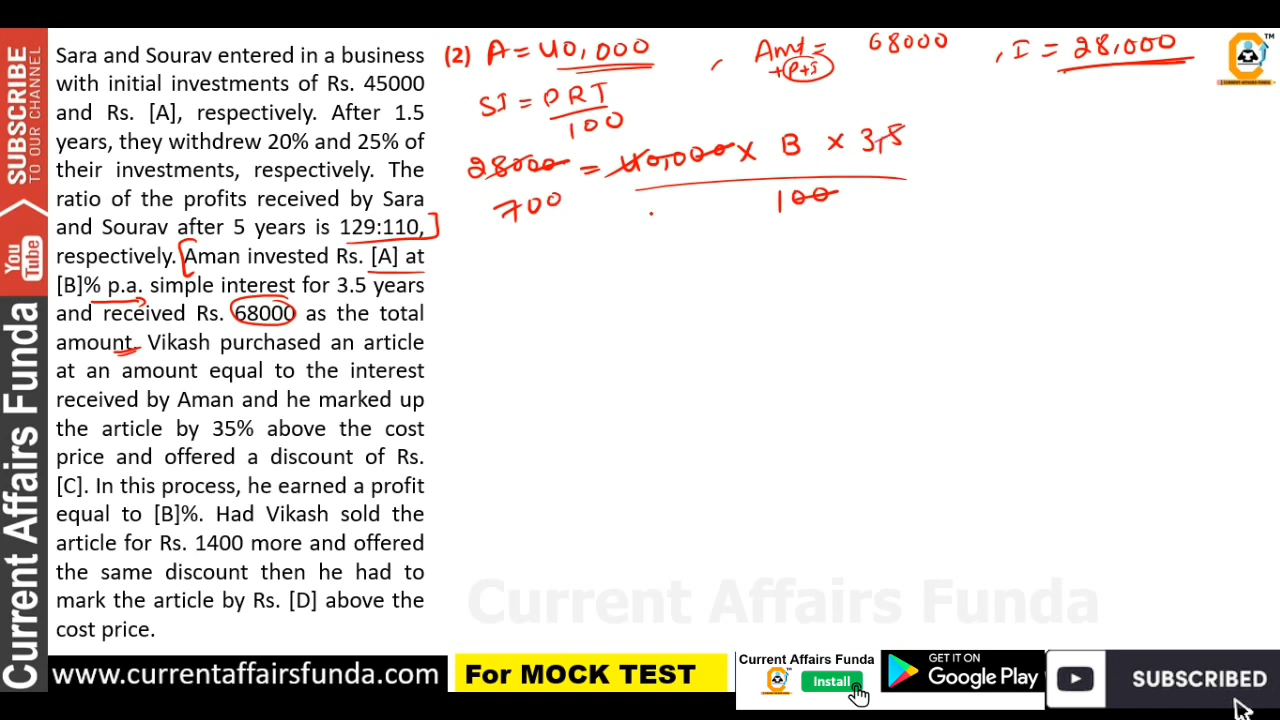 SUBSCRIBE
TO OUR CHANNEL
You Tube
Current Affairs Funda
Sara and Sourav entered in a business
with initial investments of Rs. 45000
and Rs. [A], respectively. After 1.5
years, they withdrew 20% and 25% of
their investments, respectively. The
ratio of the profits received by Sara
and Sourav after 5 years is 129:110,
respectively. Aman invested Rs. [A] at
[B]% p.a. simple interest for 3.5 years
and received Rs. 68000 as the total
amount. Vikash purchased an article
at an amount equal to the interest
received by Aman and he marked up
the article by 35% above the cost
price and offered a discount of Rs.
[C]. In this process, he earned a profit
equal to [B]%. Had Vikash sold the
article for Rs. 1400 more and offered
the same discount then he had to
mark the article by Rs. [D] above the
cost price.
(2) A = 40,000 , Amt = 68000 , I = 28,000
+(P+I)
SI = PRT
100
28000 = 40,000 × B × 3.5
700 100
Current Affairs Funda
www.currentaffairsfunda.com
For MOCK TEST
Current Affairs Funda
Install
GET IT ON
Google Play
SUBSCRIBED
TM